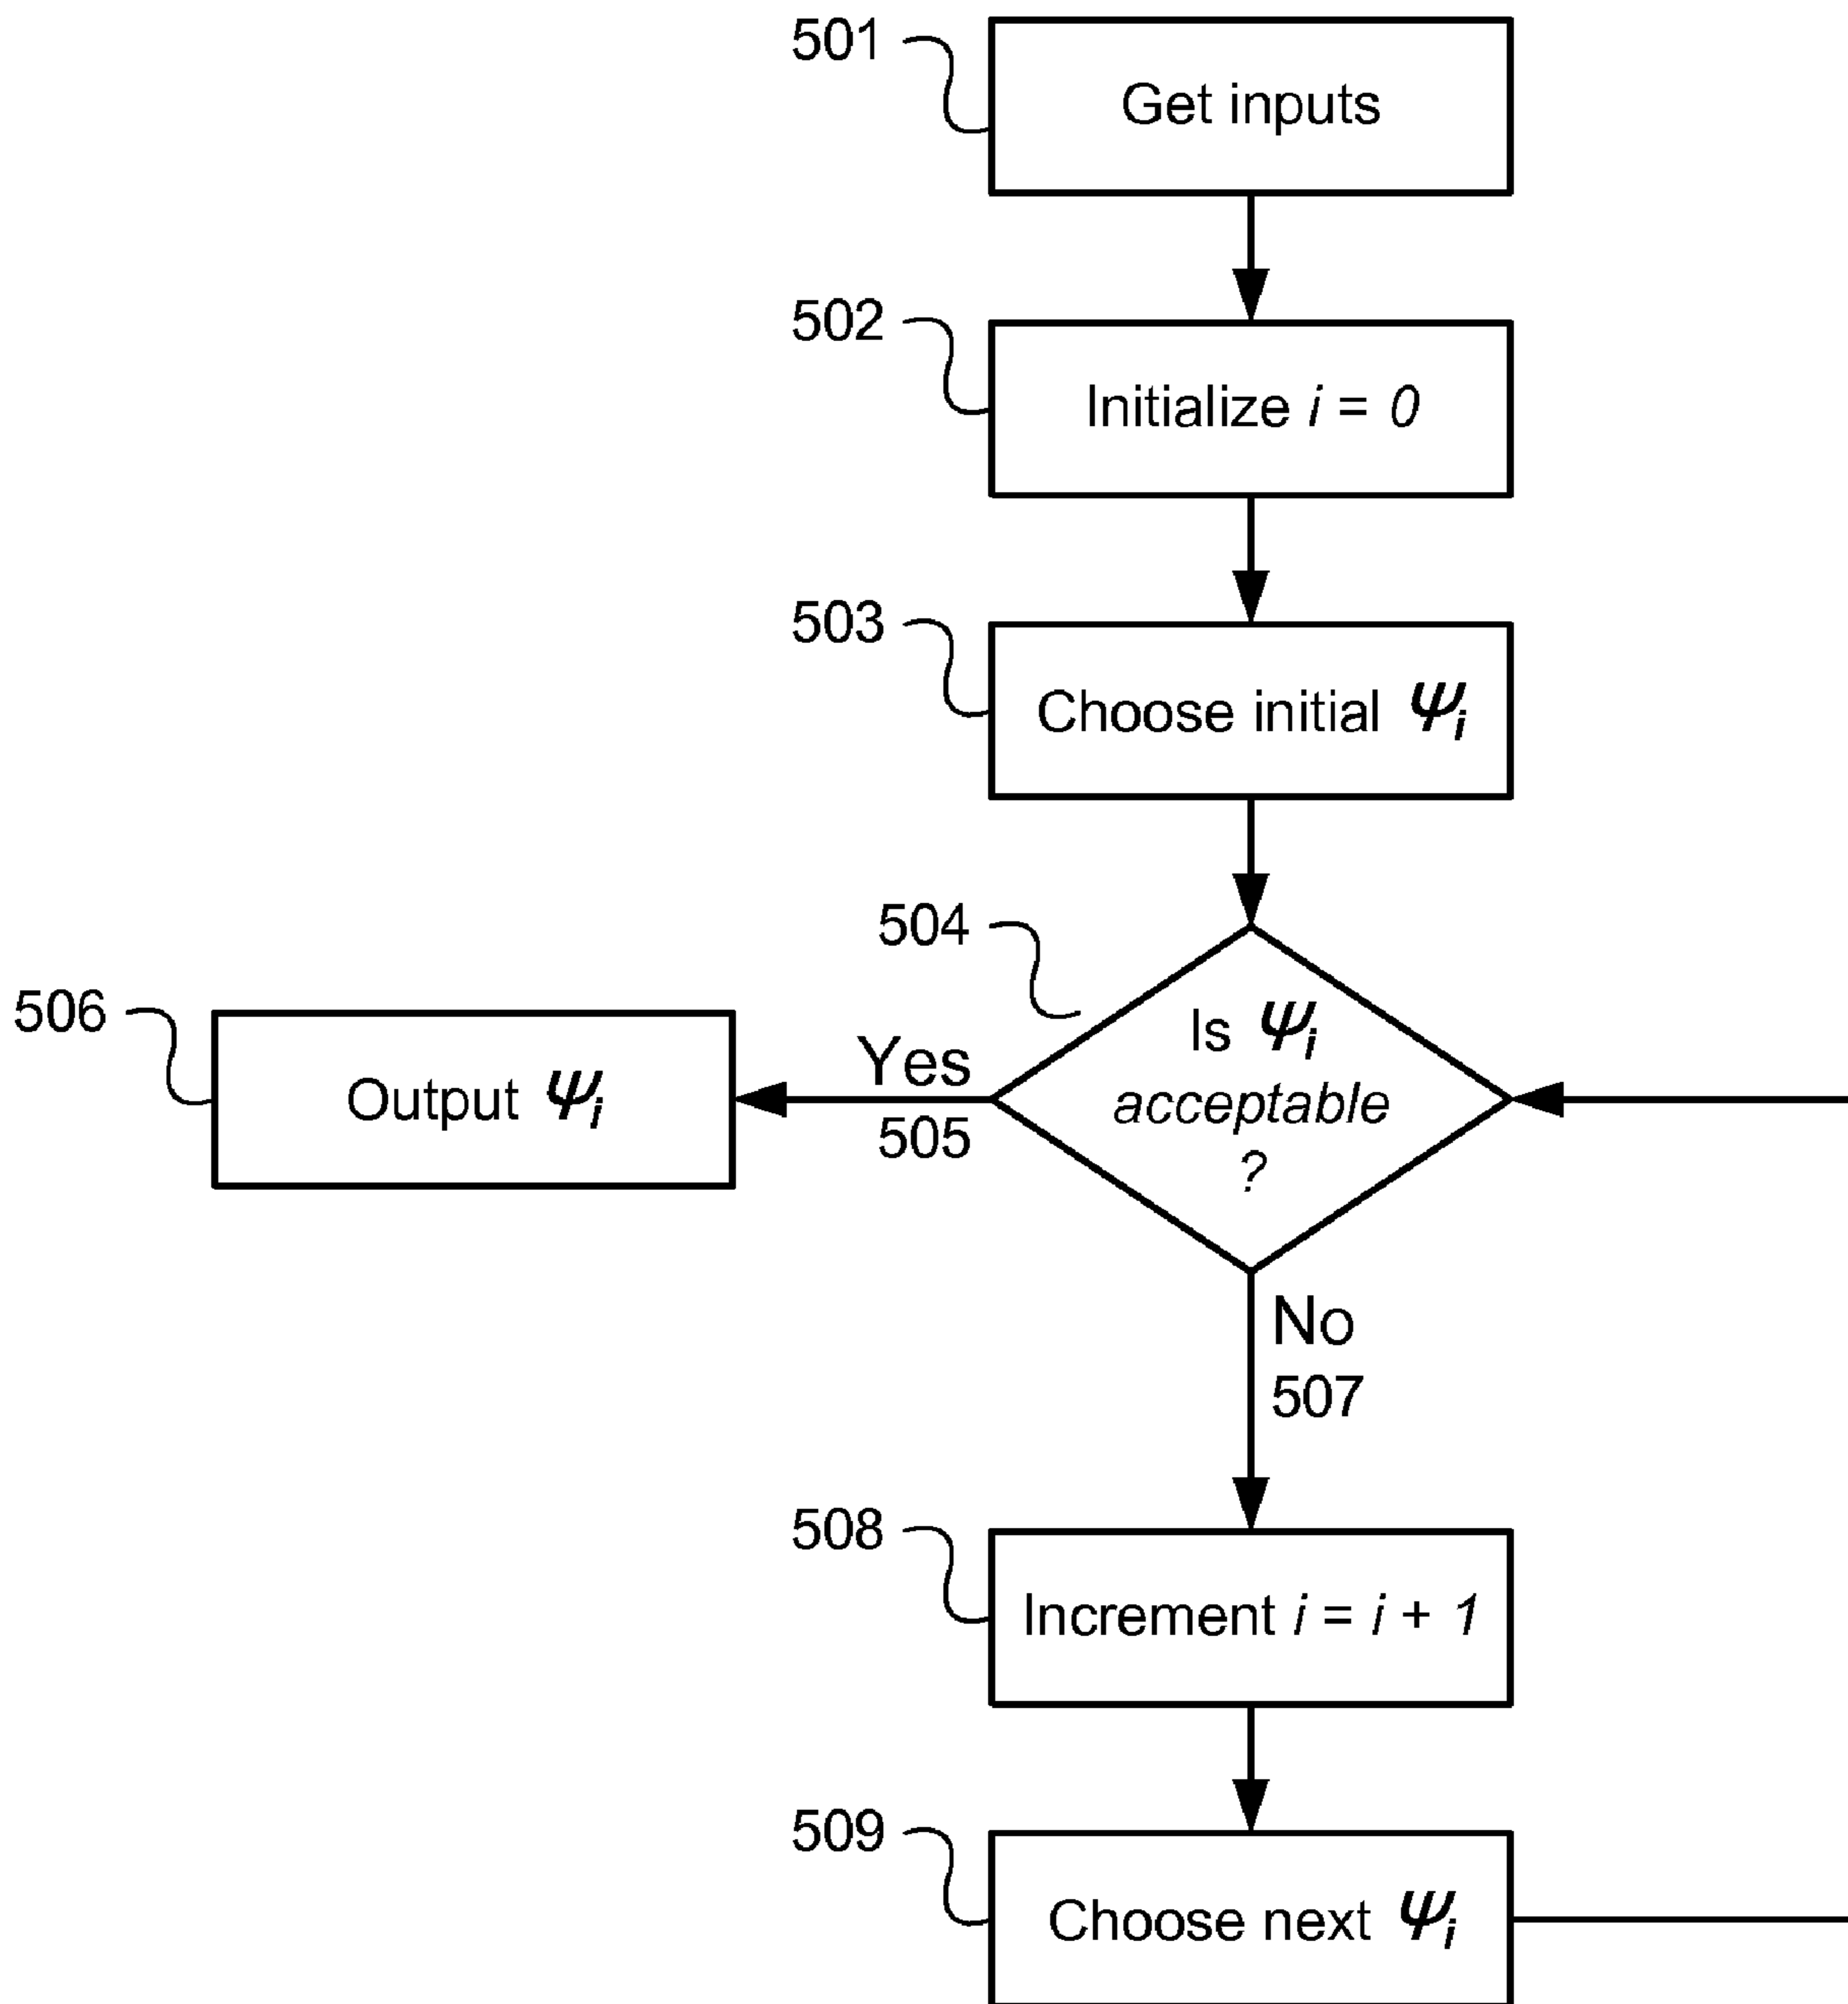 501
Get inputs
502
Initialize i = 0
503
Choose initial ψi
504
Is ψi
acceptable
?
506
Output ψi
Yes
505
No
507
508
Increment i = i + 1
509
Choose next ψi